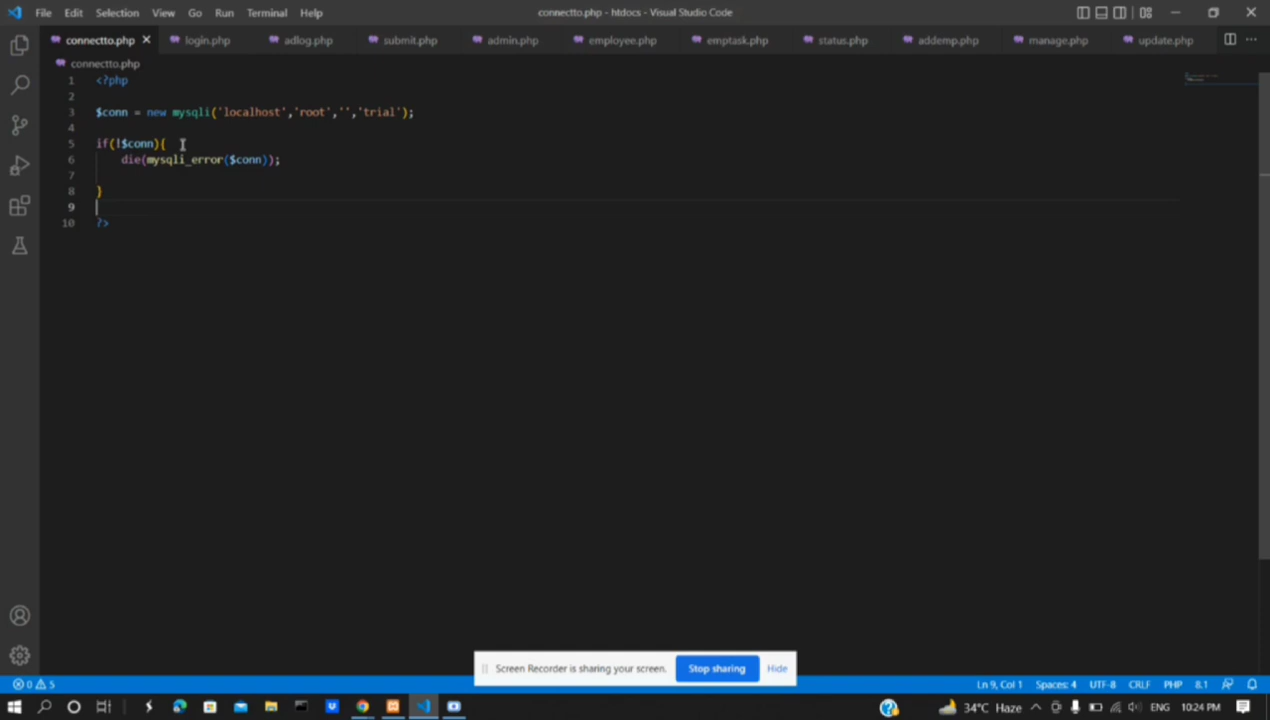 File Edit Selection View Go Run Terminal Help connectto.php - htdocs - Visual Studio Code
connectto.php login.php adlog.php submit.php admin.php employee.php emptask.php status.php addemp.php manage.php update.php
connectto.php
1 <?php
2
3 $conn = new mysqli('localhost','root','','trial');
4
5 if(!$conn){
6 die(mysqli_error($conn));
7
8 }
9
10 ?>
Screen Recorder is sharing your screen. Stop sharing Hide
0 5 Ln 9, Col 1 Spaces: 4 UTF-8 CRLF PHP 8.1
34°C Haze ENG 10:24 PM